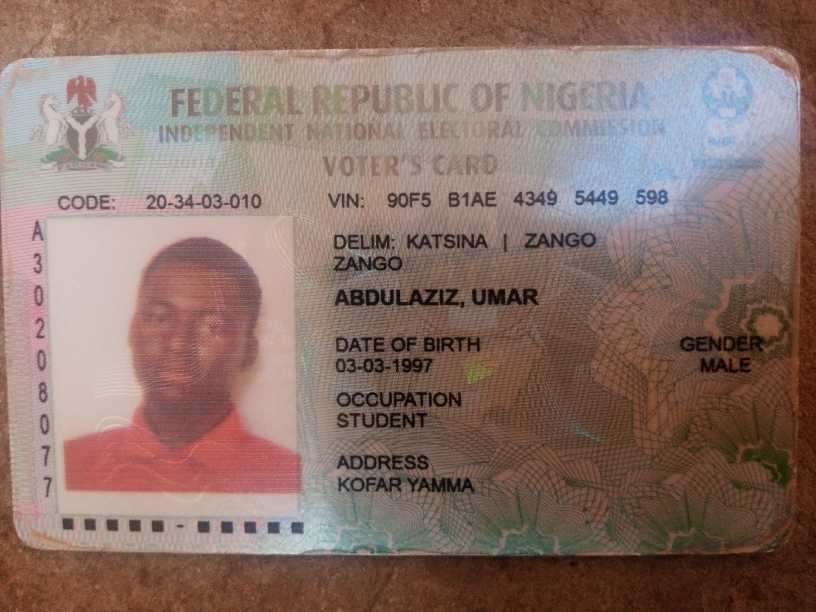 FEDERAL REPUBLIC OF NIGERIA
INDEPENDENT NATIONAL ELECTORAL COMMISSION
VOTER'S CARD
CODE: 20-34-03-010
VIN: 90F5 B1AE 4349 5449 598
A3020807 7
DELIM: KATSINA | ZANGO
ZANGO
ABDULAZIZ, UMAR
DATE OF BIRTH
03-03-1997
GENDER
MALE
OCCUPATION
STUDENT
ADDRESS
KOFAR YAMMA